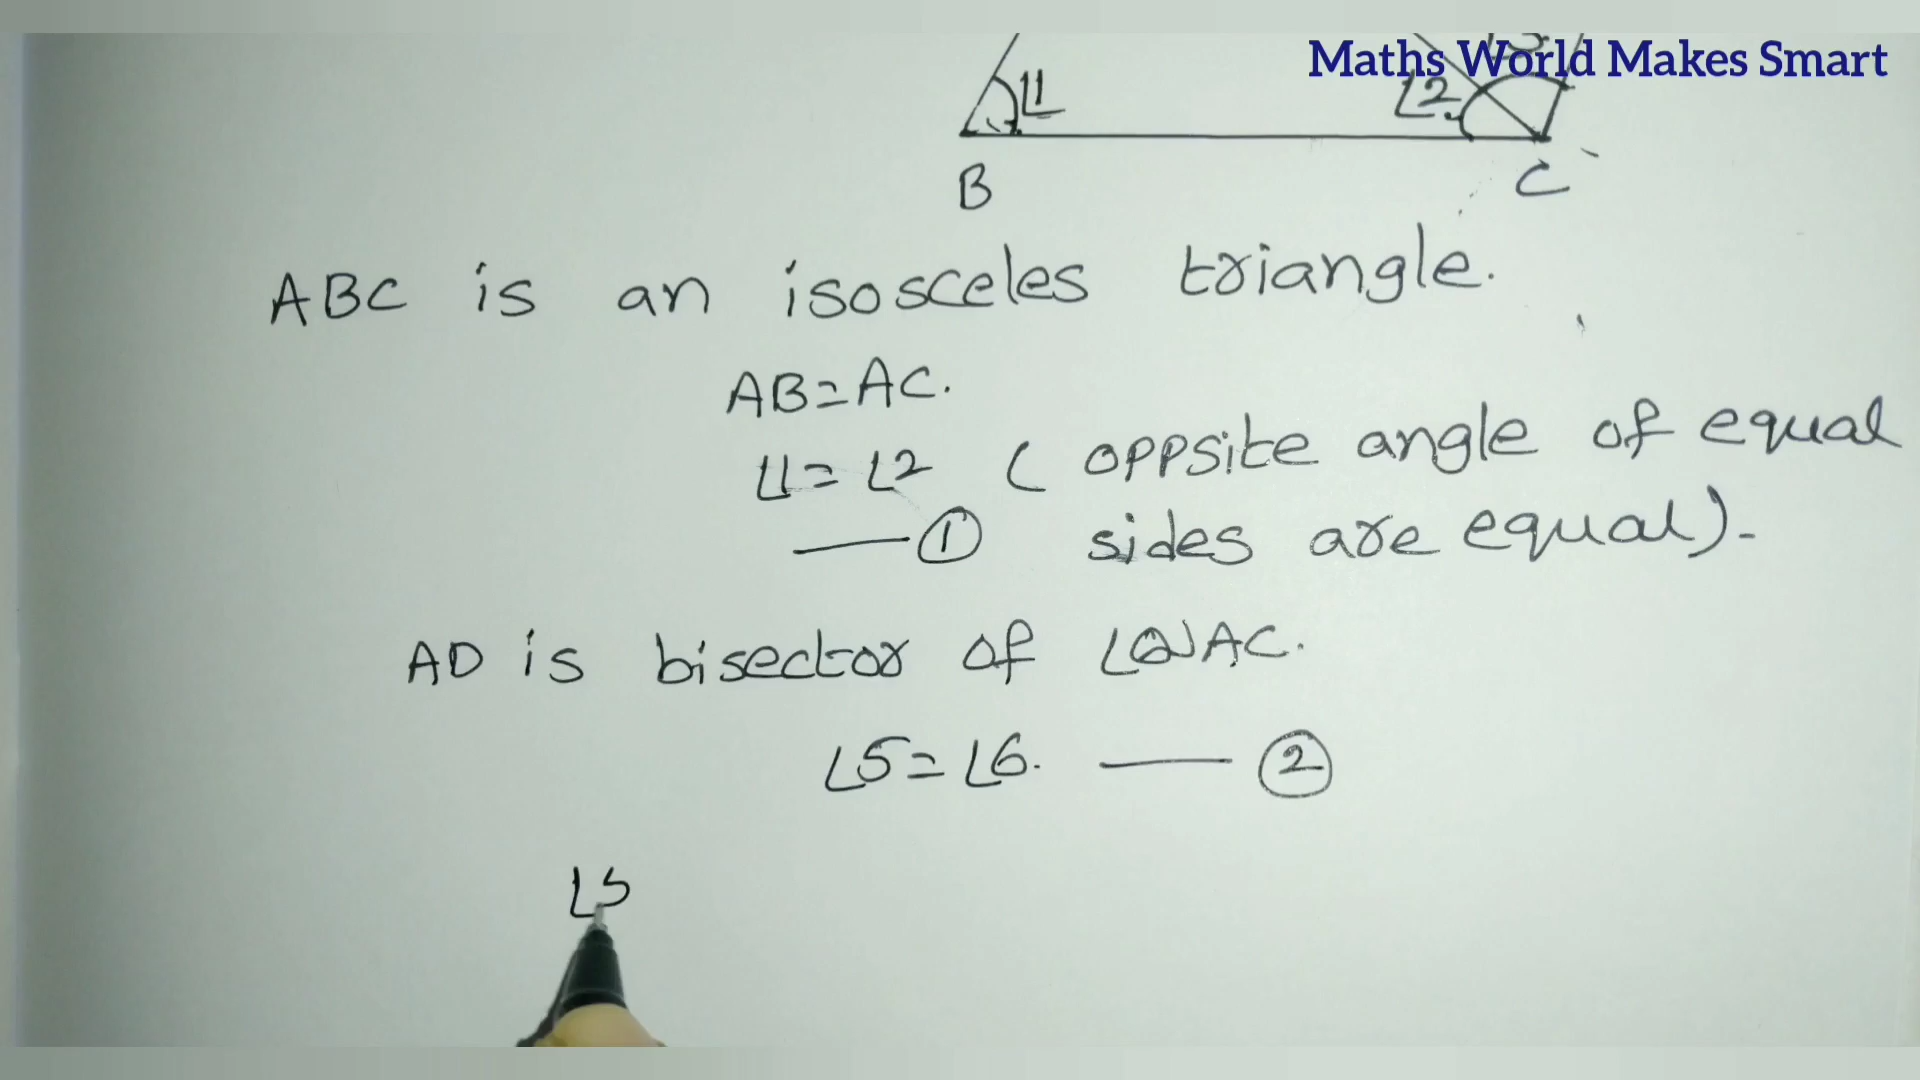 Maths World Makes Smart
∠1 ∠2
B C
ABC is an isosceles triangle.
AB=AC.
∠1=∠2 ( oppsite angle of equal
—— ① sides are equal).
AD is bisector of ∠QAC.
∠5=∠6. —— ②
∠5